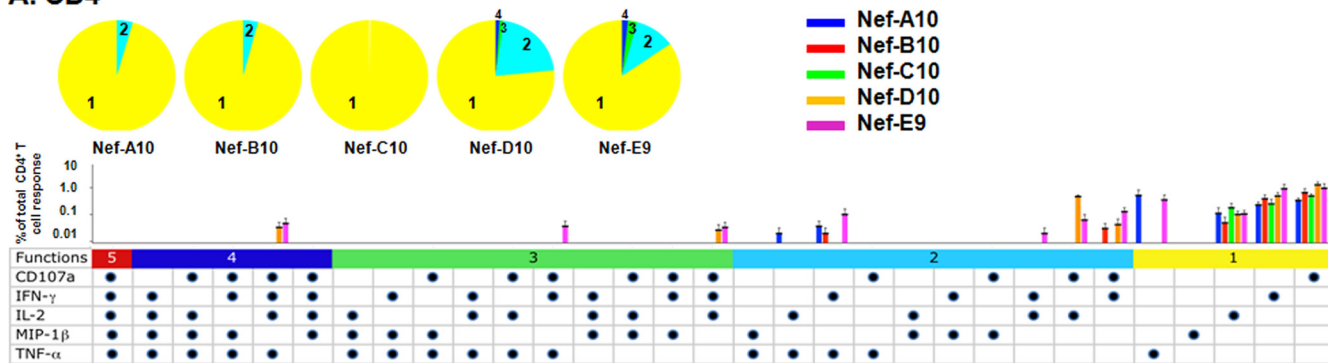 A. CD4
2
1
Nef-A10
2
1
Nef-B10
1
Nef-C10
4
3
2
1
Nef-D10
4
3
2
1
Nef-E9
Nef-A10
Nef-B10
Nef-C10
Nef-D10
Nef-E9
% of total CD4⁺ T
cell response
10
1.0
0.1
0.01
Functions 5 4 3 2 1
CD107a
IFN-γ
IL-2
MIP-1β
TNF-α